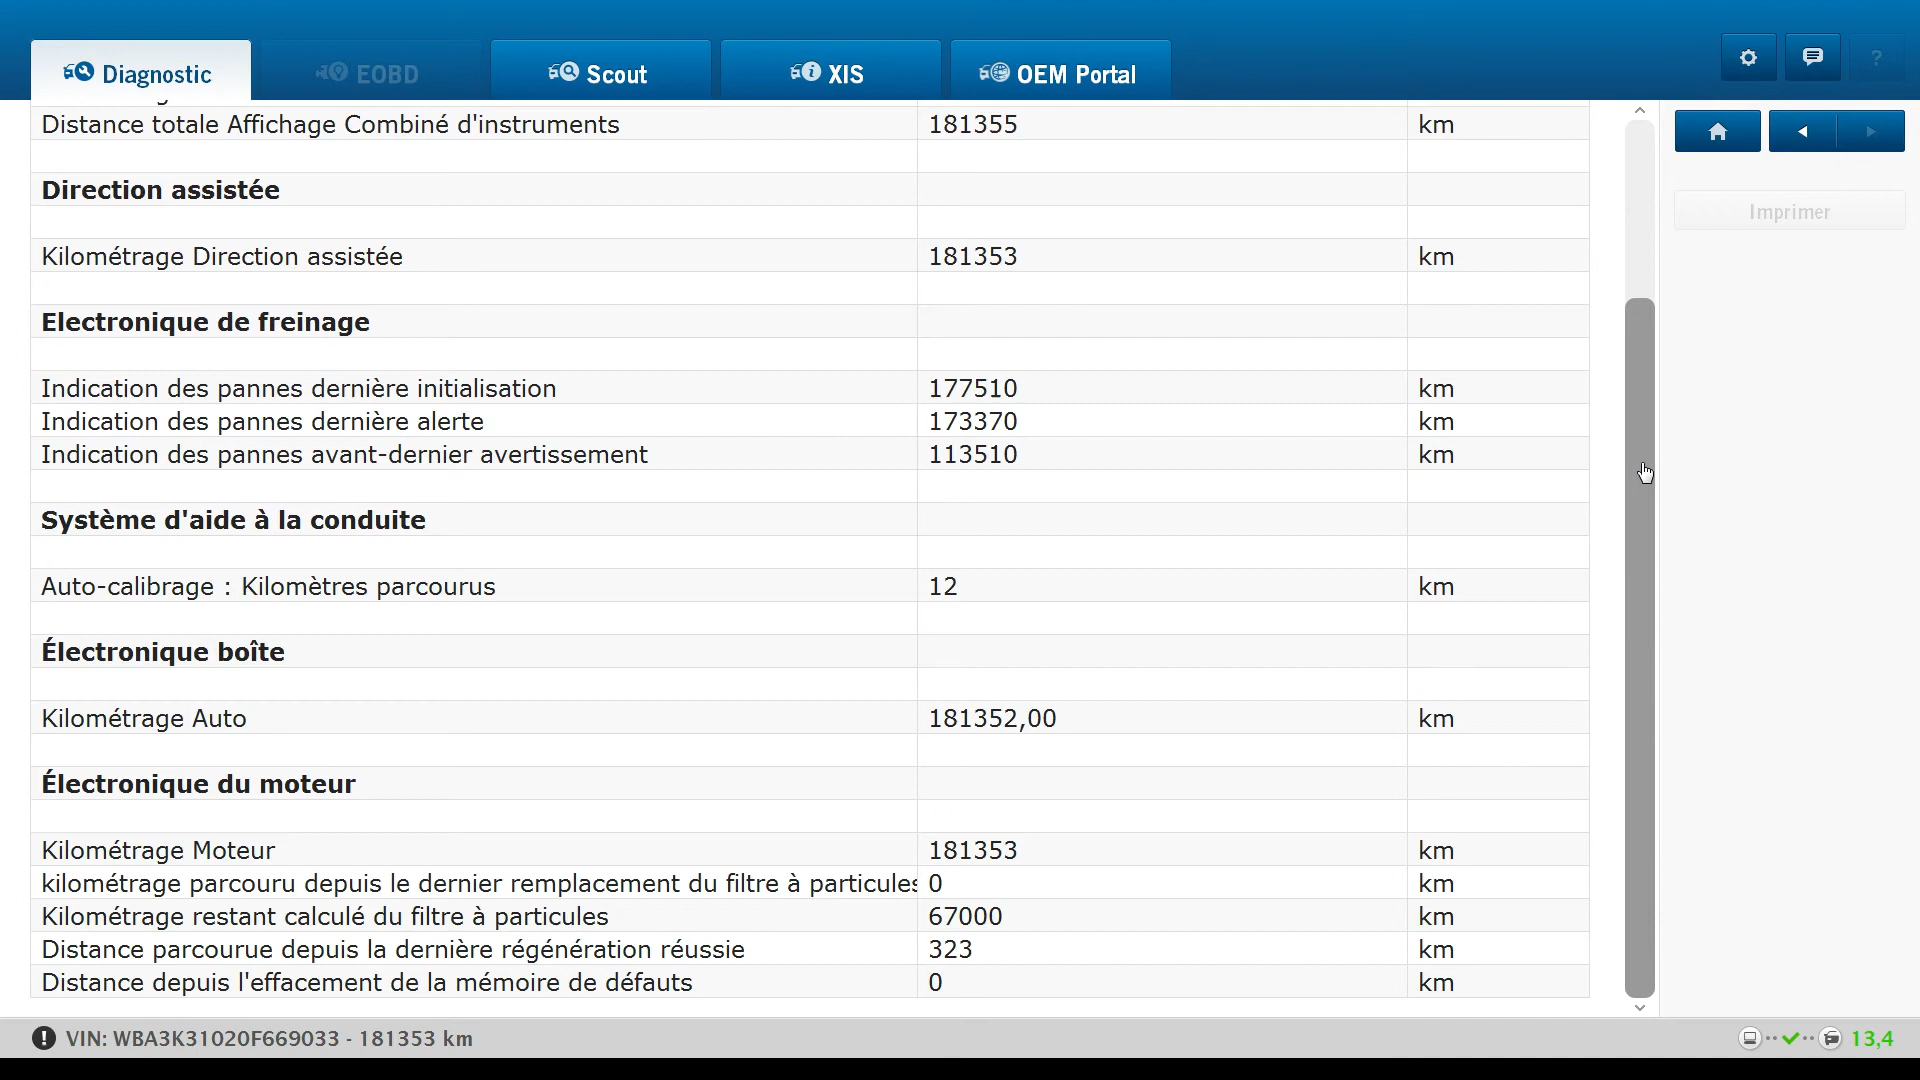 Diagnostic
EOBD
Scout
XIS
OEM Portal
?
Distance totale Affichage Combiné d'instruments 181355 km
Imprimer
Direction assistée
Kilométrage Direction assistée 181353 km
Electronique de freinage
Indication des pannes dernière initialisation 177510 km
Indication des pannes dernière alerte 173370 km
Indication des pannes avant-dernier avertissement 113510 km
Système d'aide à la conduite
Auto-calibrage : Kilomètres parcourus 12 km
Électronique boîte
Kilométrage Auto 181352,00 km
Électronique du moteur
Kilométrage Moteur 181353 km
kilométrage parcouru depuis le dernier remplacement du filtre à particules 0 km
Kilométrage restant calculé du filtre à particules 67000 km
Distance parcourue depuis la dernière régénération réussie 323 km
Distance depuis l'effacement de la mémoire de défauts 0 km
VIN: WBA3K31020F669033 - 181353 km
13,4